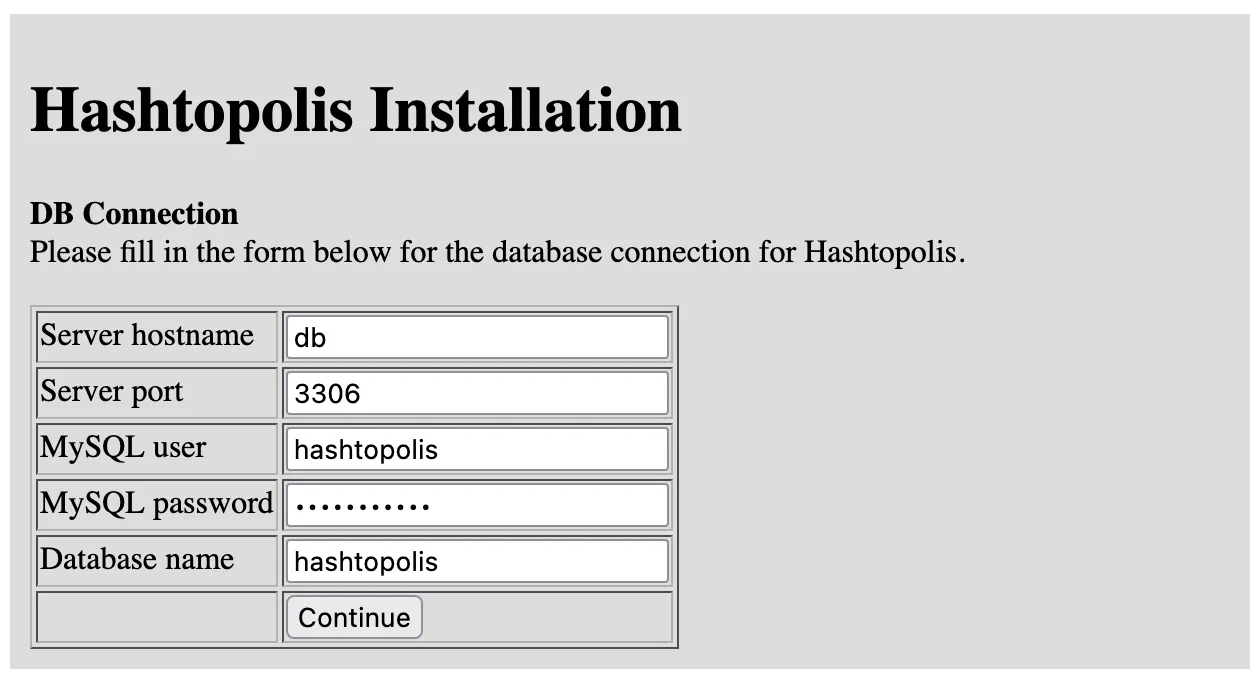 Hashtopolis Installation
DB Connection
Please fill in the form below for the database connection for Hashtopolis.
Server hostname db
Server port 3306
MySQL user hashtopolis
MySQL password •••••••••••
Database name hashtopolis
Continue